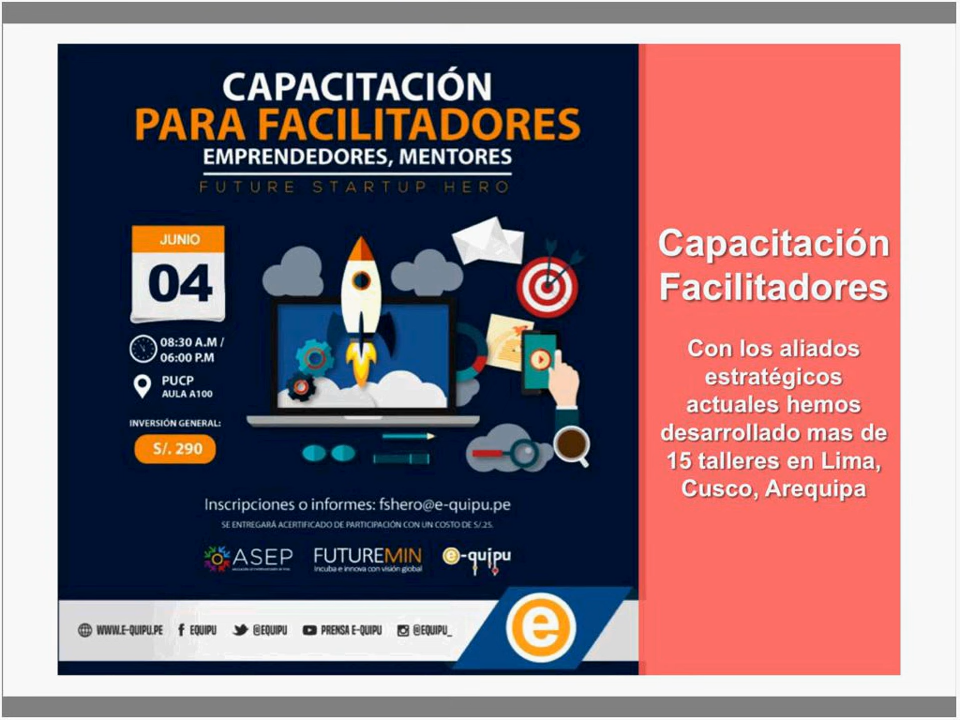 CAPACITACIÓN
PARA FACILITADORES
EMPRENDEDORES, MENTORES
FUTURE STARTUP HERO
JUNIO
04
08:30 A.M /
06:00 P.M
PUCP
AULA A100
INVERSIÓN GENERAL:
S/. 290
Inscripciones o informes: fshero@e-quipu.pe
SE ENTREGARÁ ACERTIFICADO DE PARTICIPACIÓN CON UN COSTO DE S/.25.
ASEP
FUTUREMIN
Incuba e innova con visión global
e-quipu
WWW.E-QUIPU.PE
EQUIPU
@EQUIPU
PRENSA E-QUIPU
@EQUIPU_
e
Capacitación
Facilitadores
Con los aliados
estratégicos
actuales hemos
desarrollado mas de
15 talleres en Lima,
Cusco, Arequipa